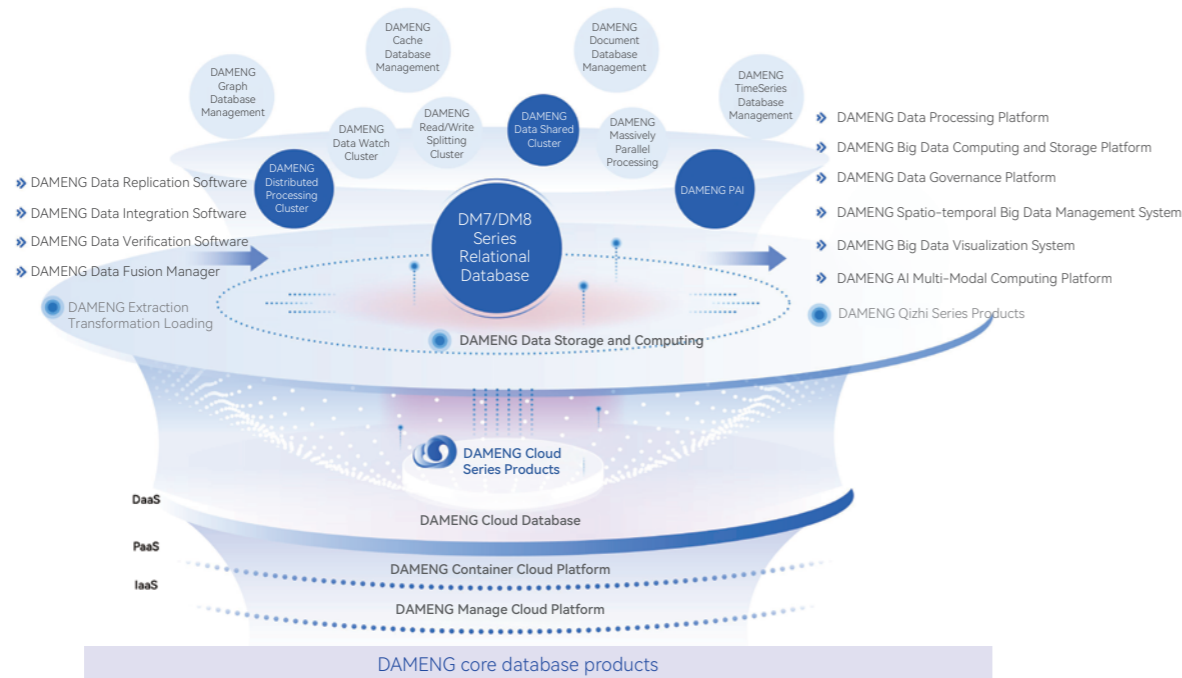 DAMENG
Cache
Database
Management
DAMENG
Document
Database
Management
DAMENG
Graph
Database
Management
DAMENG
TimeSeries
Database
Management
DAMENG
Data Watch
Cluster
DAMENG
Read/Write
Splitting
Cluster
DAMENG
Data Shared
Cluster
DAMENG
Massively
Parallel
Processing
DAMENG
Distributed
Processing
Cluster
DAMENG PAI
DM7/DM8
Series
Relational
Database
DAMENG Data Replication Software
DAMENG Data Integration Software
DAMENG Data Verification Software
DAMENG Data Fusion Manager
DAMENG Extraction
Transformation Loading
DAMENG Data Processing Platform
DAMENG Big Data Computing and Storage Platform
DAMENG Data Governance Platform
DAMENG Spatio-temporal Big Data Management System
DAMENG Big Data Visualization System
DAMENG AI Multi-Modal Computing Platform
DAMENG Qizhi Series Products
DAMENG Data Storage and Computing
DAMENG Cloud
Series Products
DaaS
DAMENG Cloud Database
PaaS
DAMENG Container Cloud Platform
IaaS
DAMENG Manage Cloud Platform
DAMENG core database products